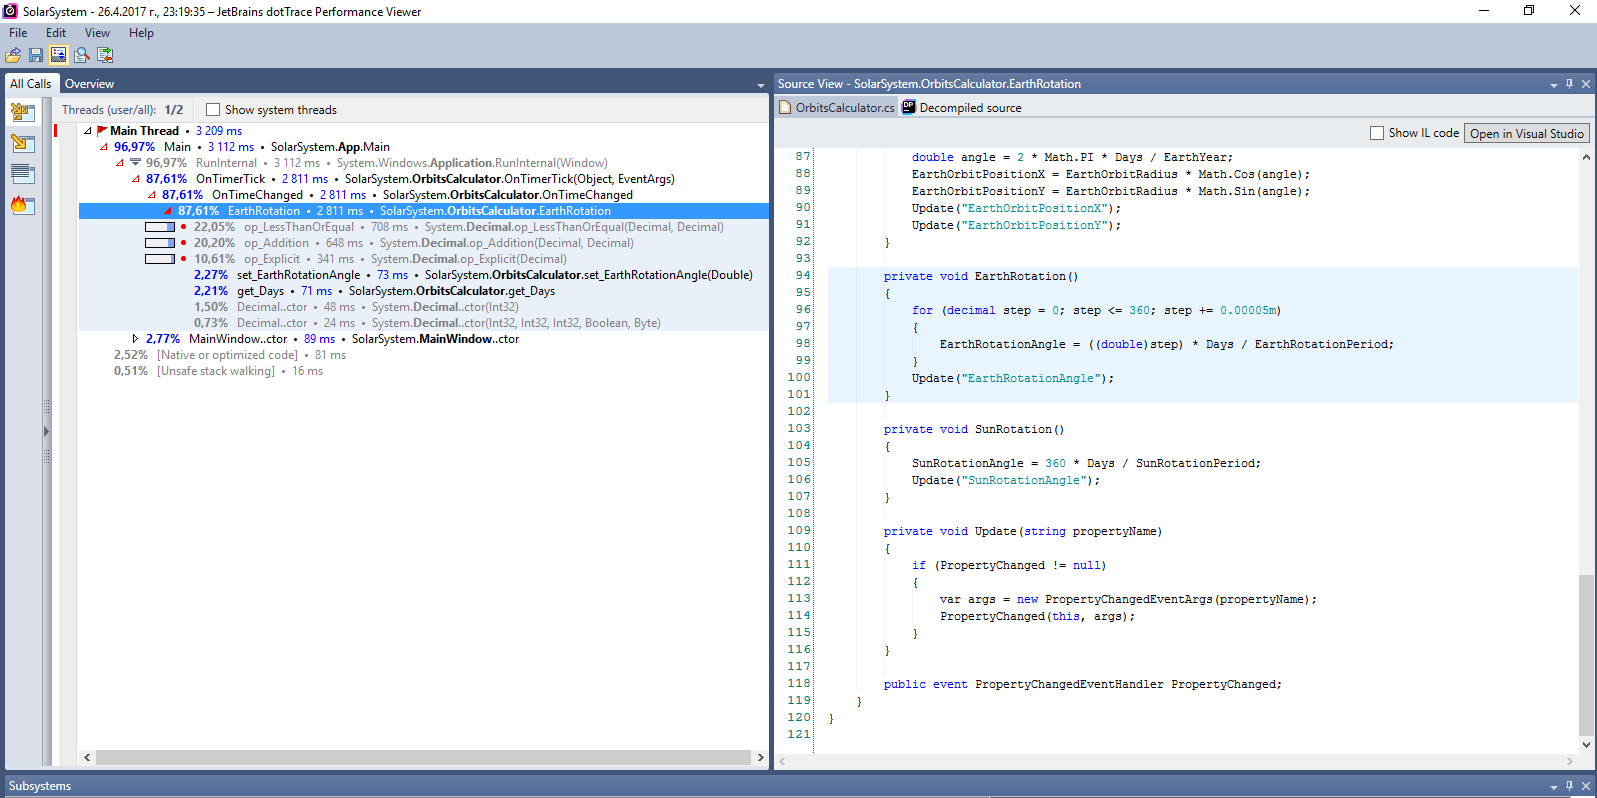 SolarSystem - 26.4.2017 г., 23:19:35 – JetBrains dotTrace Performance Viewer
File Edit View Help
All Calls Overview
Threads (user/all): 1/2 Show system threads
Main Thread • 3 209 ms
96,97% Main • 3 112 ms • SolarSystem.App.Main
96,97% RunInternal • 3 112 ms • System.Windows.Application.RunInternal(Window)
87,61% OnTimerTick • 2 811 ms • SolarSystem.OrbitsCalculator.OnTimerTick(Object, EventArgs)
87,61% OnTimeChanged • 2 811 ms • SolarSystem.OrbitsCalculator.OnTimeChanged
87,61% EarthRotation • 2 811 ms • SolarSystem.OrbitsCalculator.EarthRotation
22,05% op_LessThanOrEqual • 708 ms • System.Decimal.op_LessThanOrEqual(Decimal, Decimal)
20,20% op_Addition • 648 ms • System.Decimal.op_Addition(Decimal, Decimal)
10,61% op_Explicit • 341 ms • System.Decimal.op_Explicit(Decimal)
2,27% set_EarthRotationAngle • 73 ms • SolarSystem.OrbitsCalculator.set_EarthRotationAngle(Double)
2,21% get_Days • 71 ms • SolarSystem.OrbitsCalculator.get_Days
1,50% Decimal..ctor • 48 ms • System.Decimal..ctor(Int32)
0,73% Decimal..ctor • 24 ms • System.Decimal..ctor(Int32, Int32, Int32, Boolean, Byte)
2,77% MainWindow..ctor • 89 ms • SolarSystem.MainWindow..ctor
2,52% [Native or optimized code] • 81 ms
0,51% [Unsafe stack walking] • 16 ms
Source View - SolarSystem.OrbitsCalculator.EarthRotation
OrbitsCalculator.cs DP Decompiled source
Show IL code Open in Visual Studio
87 double angle = 2 * Math.PI * Days / EarthYear;
88 EarthOrbitPositionX = EarthOrbitRadius * Math.Cos(angle);
89 EarthOrbitPositionY = EarthOrbitRadius * Math.Sin(angle);
90 Update("EarthOrbitPositionX");
91 Update("EarthOrbitPositionY");
92 }
93
94 private void EarthRotation()
95 {
96 for (decimal step = 0; step <= 360; step += 0.00005m)
97 {
98 EarthRotationAngle = ((double)step) * Days / EarthRotationPeriod;
99 }
100 Update("EarthRotationAngle");
101 }
102
103 private void SunRotation()
104 {
105 SunRotationAngle = 360 * Days / SunRotationPeriod;
106 Update("SunRotationAngle");
107 }
108
109 private void Update(string propertyName)
110 {
111 if (PropertyChanged != null)
112 {
113 var args = new PropertyChangedEventArgs(propertyName);
114 PropertyChanged(this, args);
115 }
116 }
117
118 public event PropertyChangedEventHandler PropertyChanged;
119 }
120 }
121
Subsystems